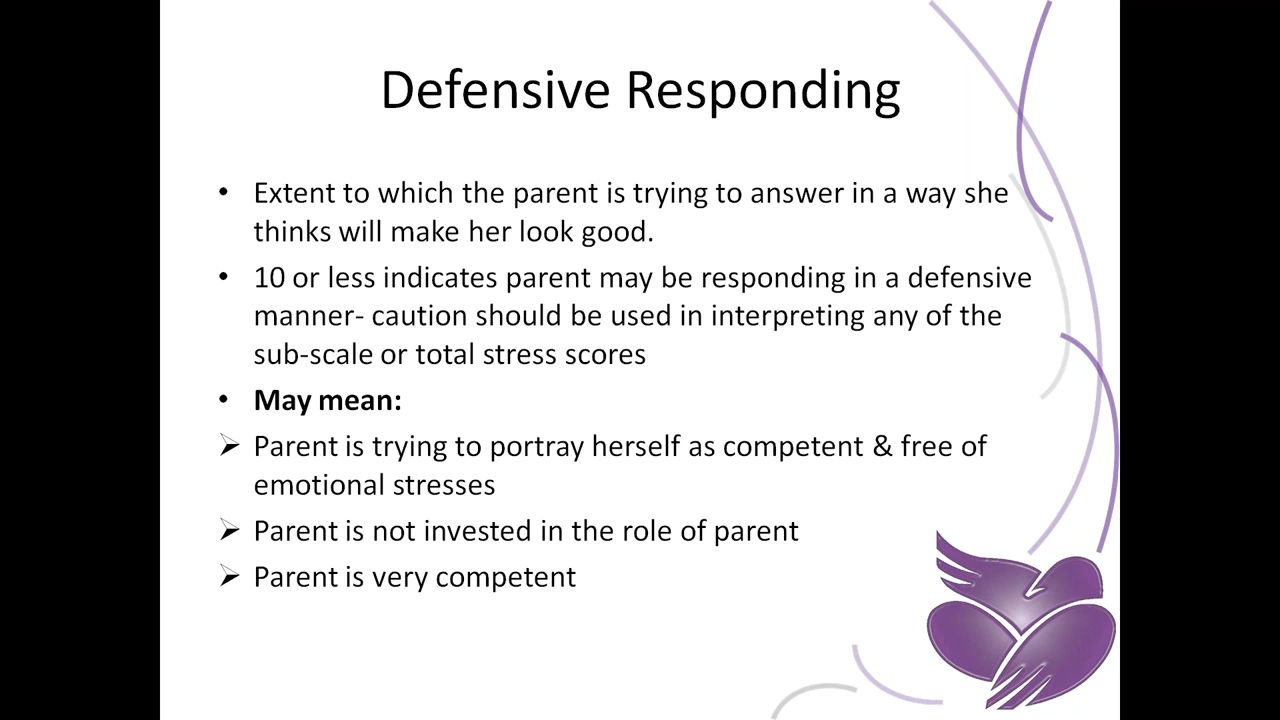 Defensive Responding
• Extent to which the parent is trying to answer in a way she
thinks will make her look good.
• 10 or less indicates parent may be responding in a defensive
manner- caution should be used in interpreting any of the
sub-scale or total stress scores
• May mean:
➢ Parent is trying to portray herself as competent & free of
emotional stresses
➢ Parent is not invested in the role of parent
➢ Parent is very competent